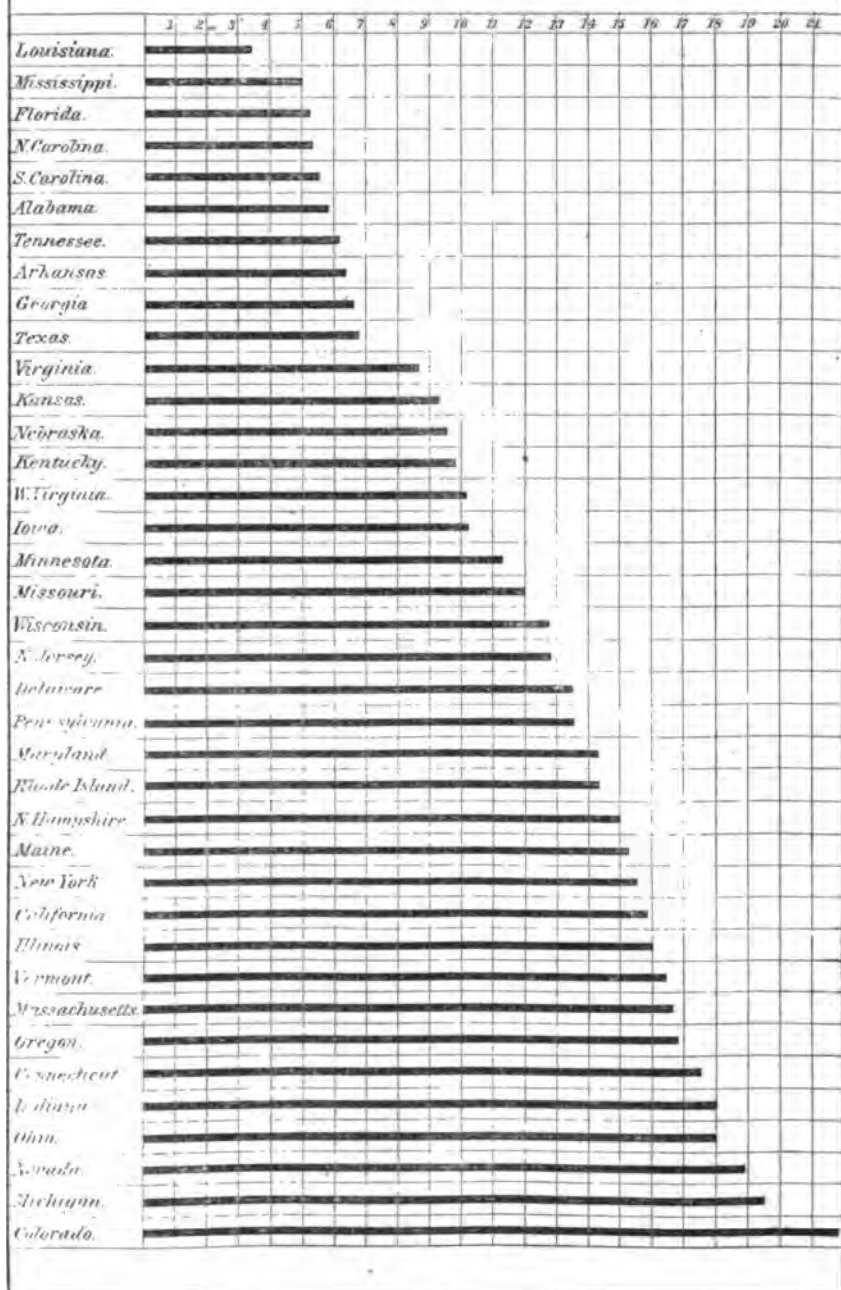 1 2 3 4 5 6 7 8 9 10 11 12 13 14 15 16 17 18 19 20 21
Louisiana.
Mississippi.
Florida.
N. Carolina.
S. Carolina.
Alabama.
Tennessee.
Arkansas.
Georgia
Texas.
Virginia.
Kansas.
Nebraska.
Kentucky.
W. Virginia.
Iowa.
Minnesota.
Missouri.
Wisconsin.
N. Jersey.
Delaware
Pennsylvania.
Maryland.
Rhode Island.
N. Hampshire
Maine.
New York
California
Illinois
Vermont.
Massachusetts.
Oregon.
Connecticut
Indiana
Ohio.
Nevada.
Michigan.
Colorado.